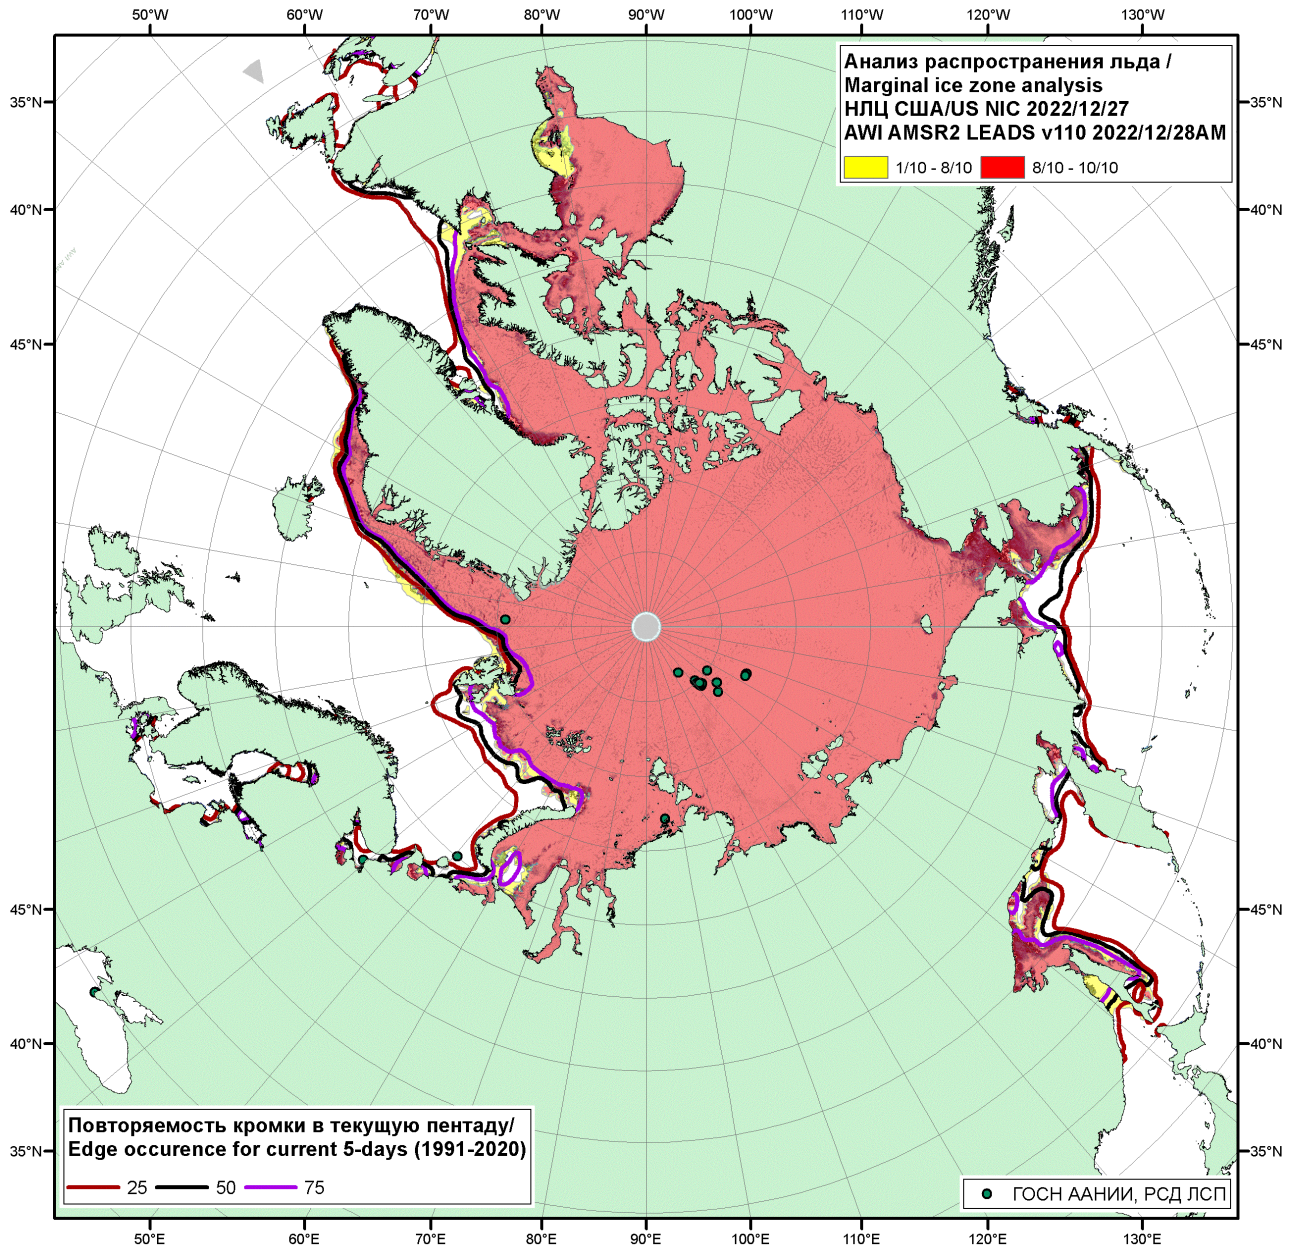 50°W 60°W 70°W 80°W 90°W 100°W 110°W 120°W 130°W
Анализ распространения льда /
Marginal ice zone analysis
НЛЦ США/US NIC 2022/12/27
AWI AMSR2 LEADS v110 2022/12/28AM
1/10 - 8/10 8/10 - 10/10
35°N 35°N
40°N 40°N
45°N 45°N
45°N 45°N
40°N 40°N
35°N 35°N
Повторяемость кромки в текущую пентаду/
Edge occurence for current 5-days (1991-2020)
25 50 75
ГОСН ААНИИ, РСД ЛСП
50°E 60°E 70°E 80°E 90°E 100°E 110°E 120°E 130°E